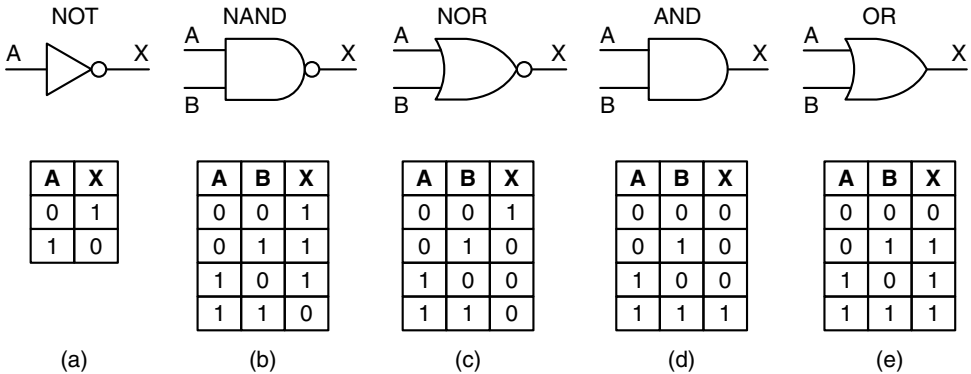 NOT NAND NOR AND OR
A X A B X A B X A B X A B X
A X A B X A B X A B X A B X
0 1 0 0 1 0 0 1 0 0 0 0 0 0
1 0 0 1 1 0 1 0 0 1 0 0 1 1
1 0 1 1 0 0 1 0 0 1 0 1
1 1 0 1 1 0 1 1 1 1 1 1
(a) (b) (c) (d) (e)